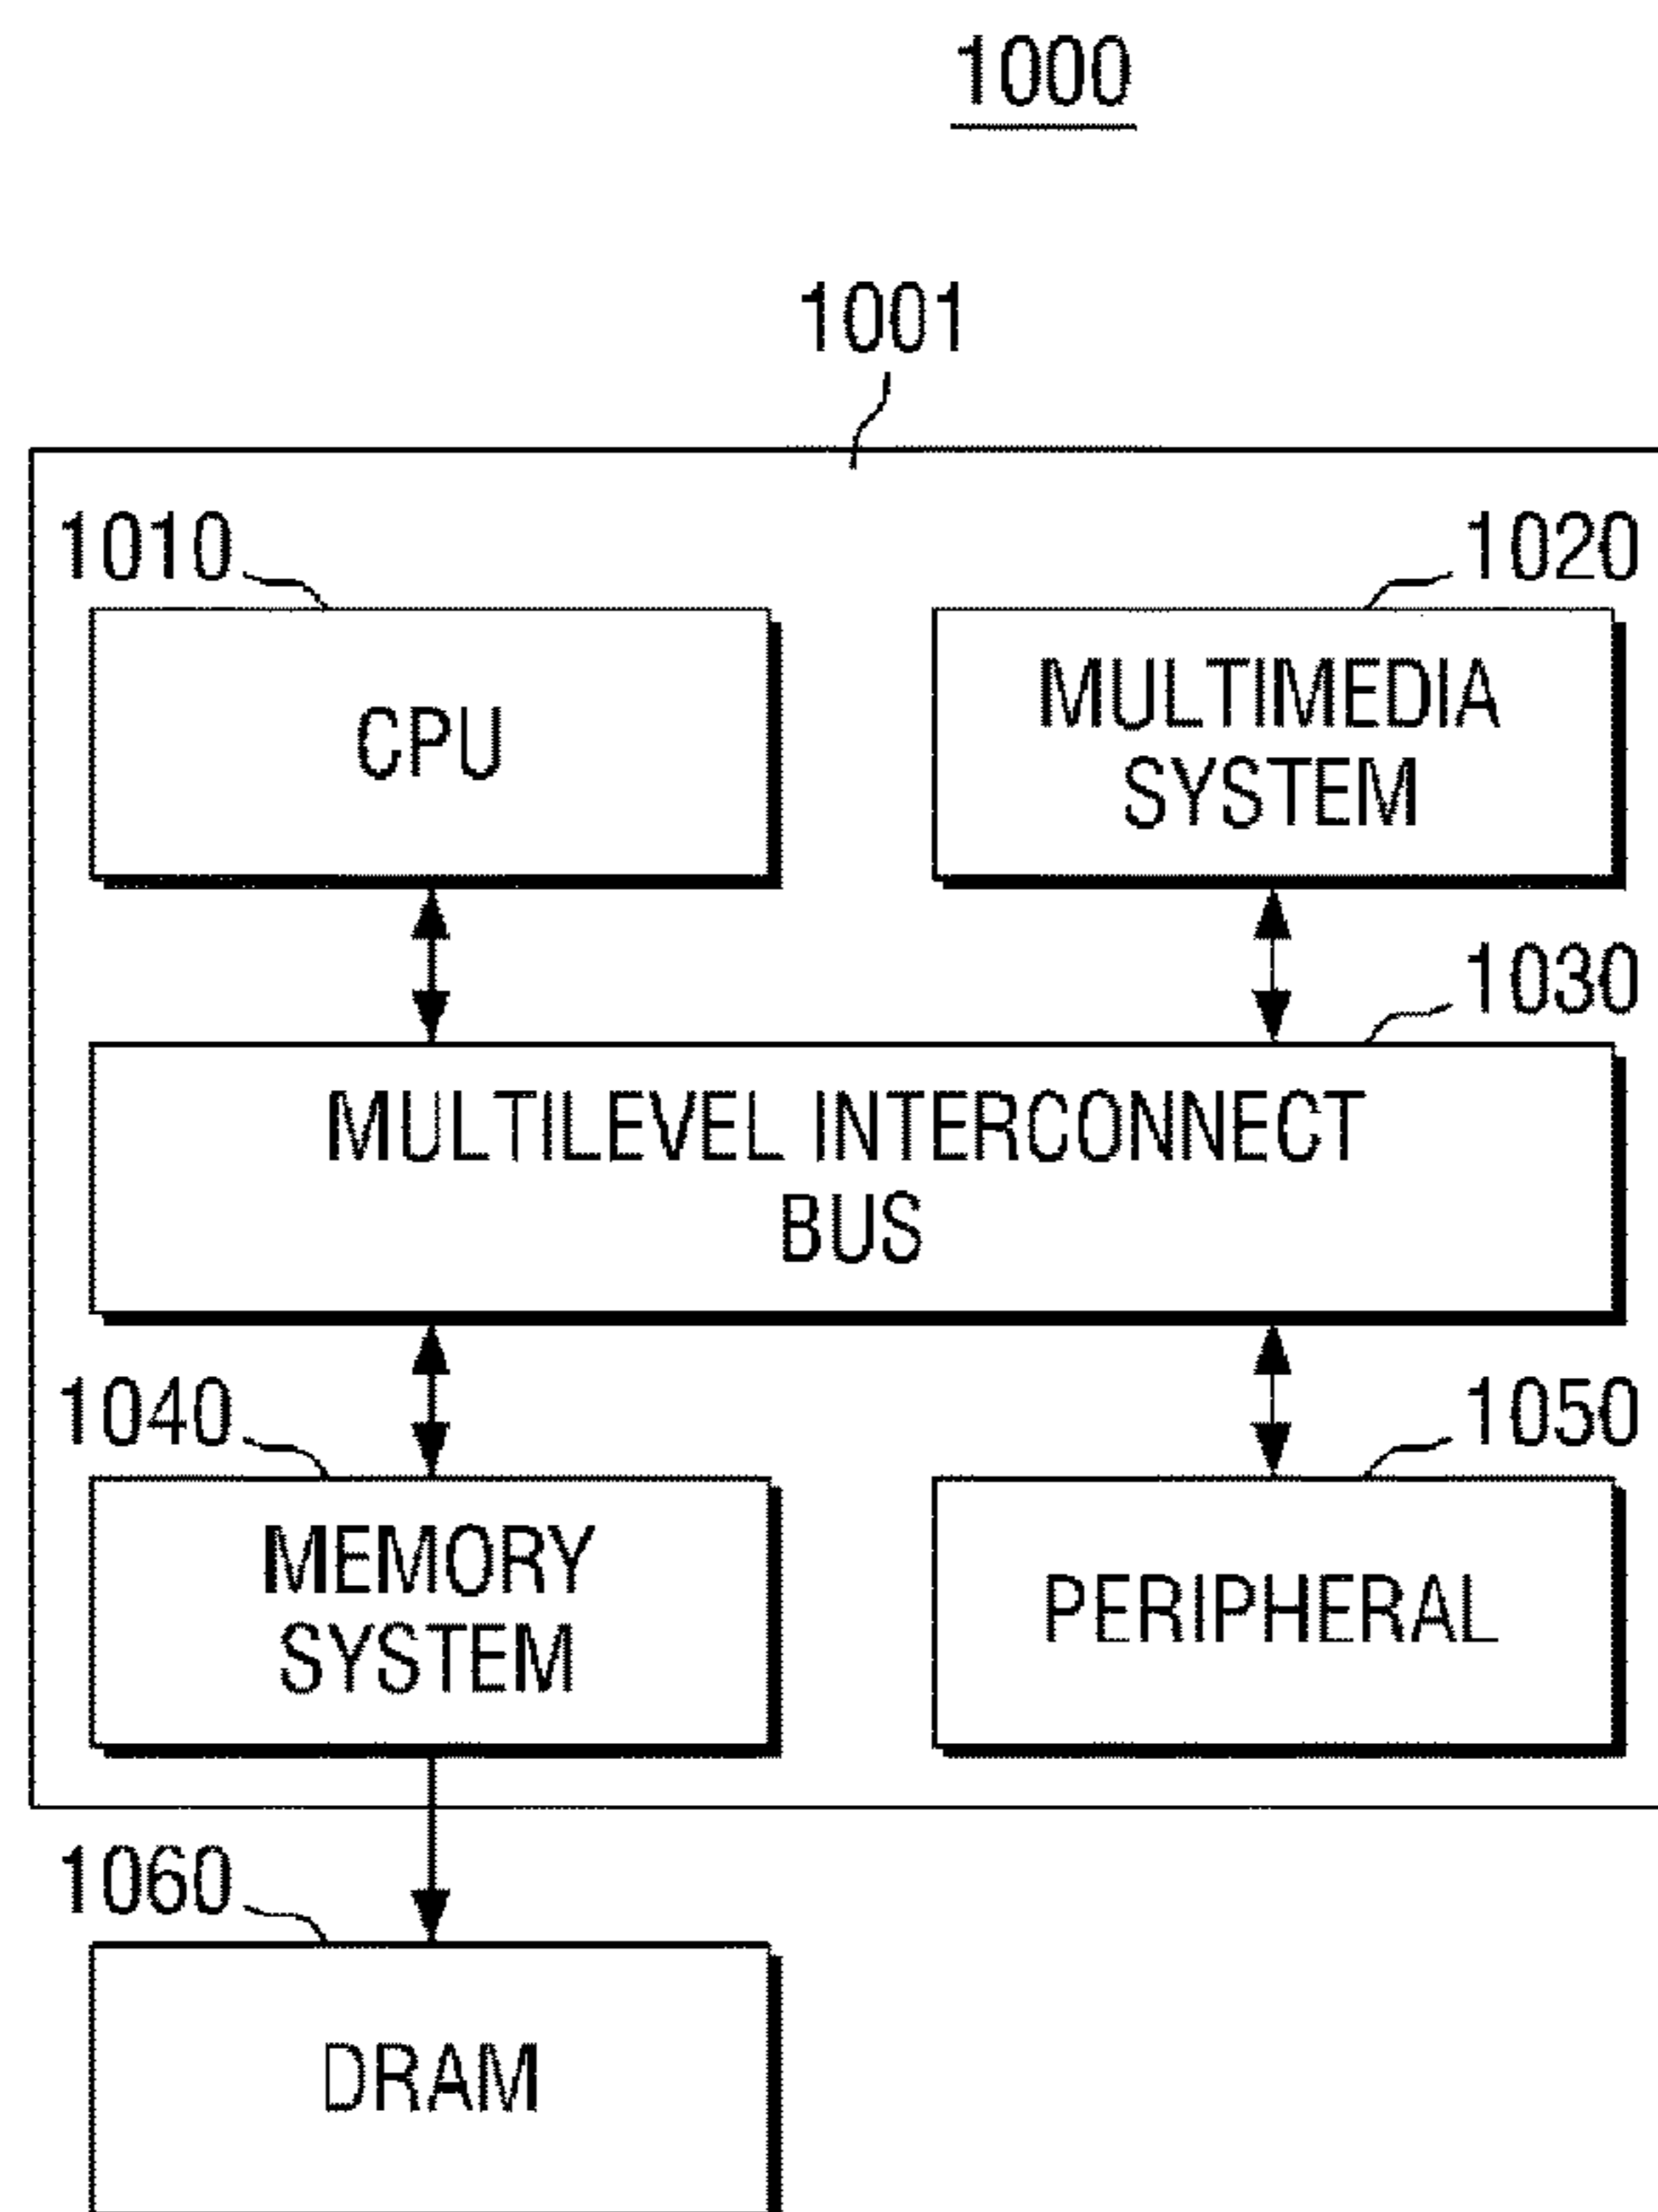 1000
1001
1010
1020
CPU
MULTIMEDIA
SYSTEM
1030
MULTILEVEL INTERCONNECT
BUS
1040
1050
MEMORY
SYSTEM
PERIPHERAL
1060
DRAM